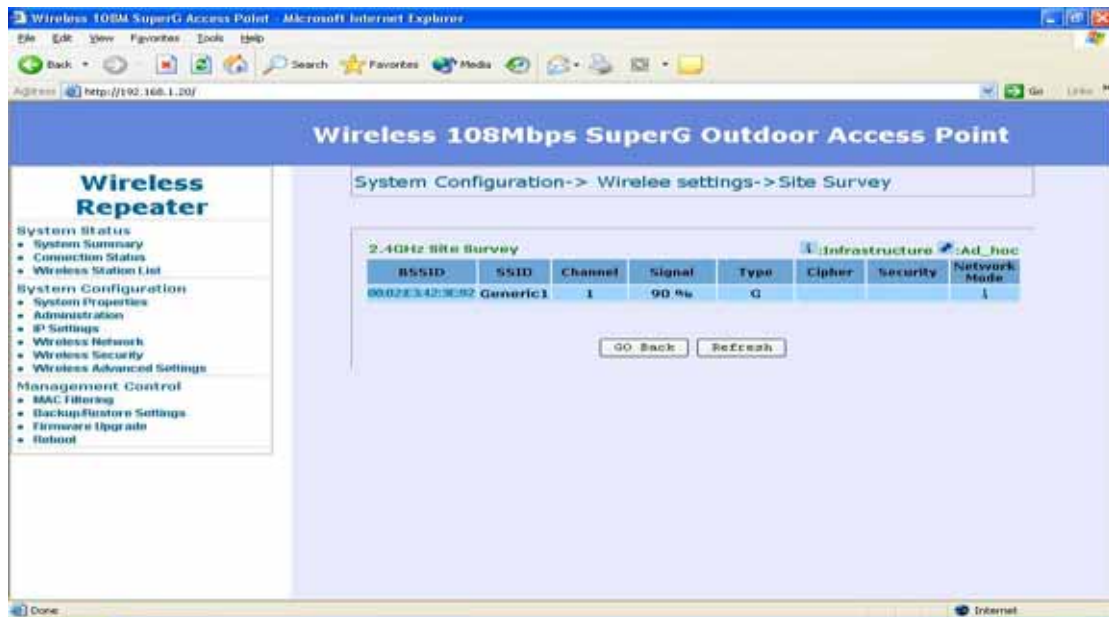 Wireless 108M SuperG Access Point - Microsoft Internet Explorer
File Edit View Favorites Tools Help
Back Search Favorites Media
Address http://192.168.1.20/ Go Links
Wireless 108Mbps SuperG Outdoor Access Point
Wireless
Repeater
System Status
System Summary
Connection Status
Wireless Station List
System Configuration
System Properties
Administration
IP Settings
Wireless Network
Wireless Security
Wireless Advanced Settings
Management Control
MAC Filtering
Backup/Restore Settings
Firmware Upgrade
Reboot
System Configuration-> Wirelee settings->Site Survey
2.4GHz Site Survey :Infrastructure :Ad_hoc
BSSID SSID Channel Signal Type Cipher Security Network Mode
Generic1 1 90 % G
GO Back Refresh
Done Internet